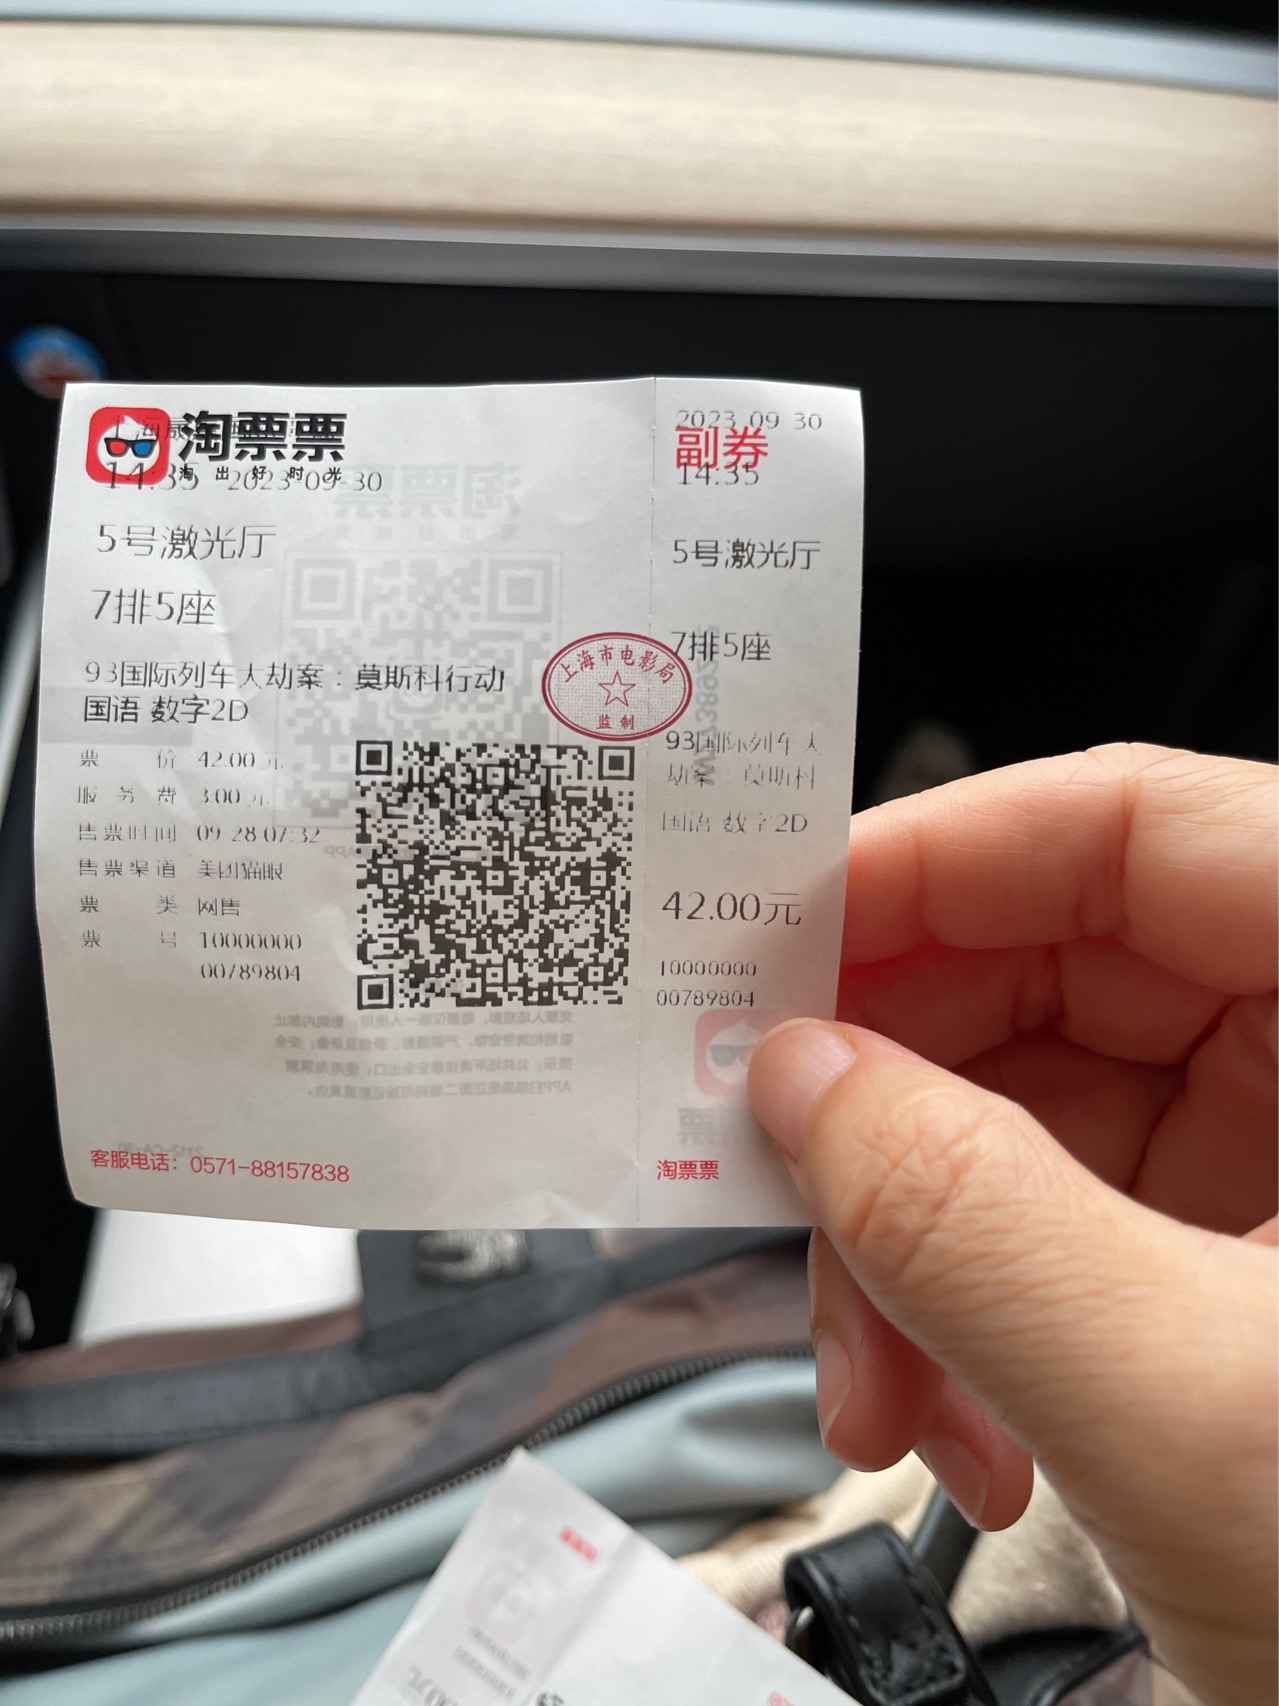 淘票票
淘出好时光
14:35 2023-09-30
5号激光厅
7排5座
93国际列车大劫案:莫斯科行动
国语 数字2D
票价 42.00元
服务费 3.00元
售票时间 09-28 07:32
售票渠道 美团猫眼
票类 网售
票号 10000000
00789804
客服电话：0571-88157838
上海市电影局
监制
2023-09-30
副券
14:35
5号激光厅
7排5座
93国际列车大
劫案:莫斯科
国语 数字2D
42.00元
10000000
00789804
淘票票